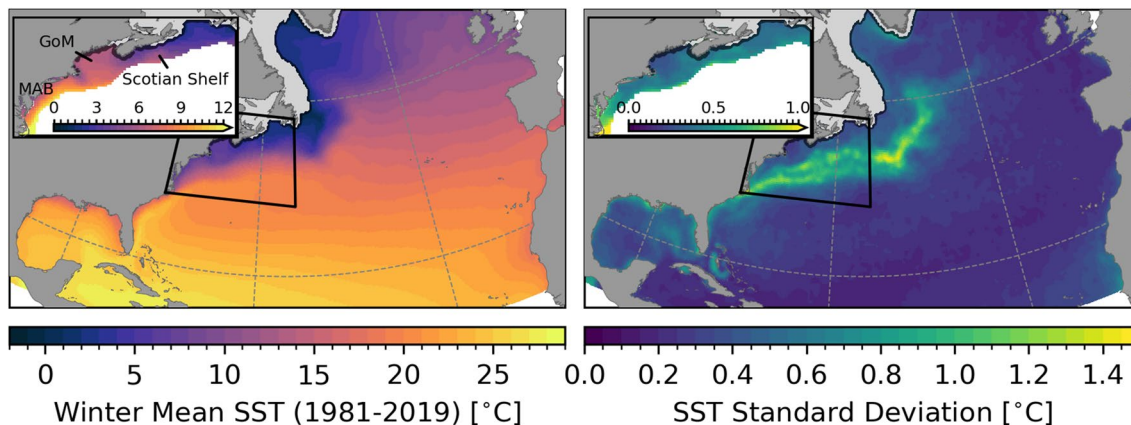 GoM
Scotian Shelf
MAB
0 3 6 9 12
0.0 0.5 1.0
0 5 10 15 20 25
Winter Mean SST (1981-2019) [°C]
0.0 0.2 0.4 0.6 0.8 1.0 1.2 1.4
SST Standard Deviation [°C]